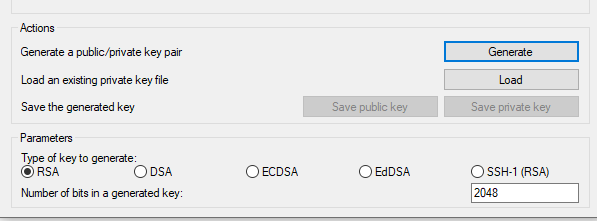 Actions
Generate a public/private key pair Generate
Load an existing private key file Load
Save the generated key Save public key Save private key
Parameters
Type of key to generate:
RSA DSA ECDSA EdDSA SSH-1 (RSA)
Number of bits in a generated key: 2048